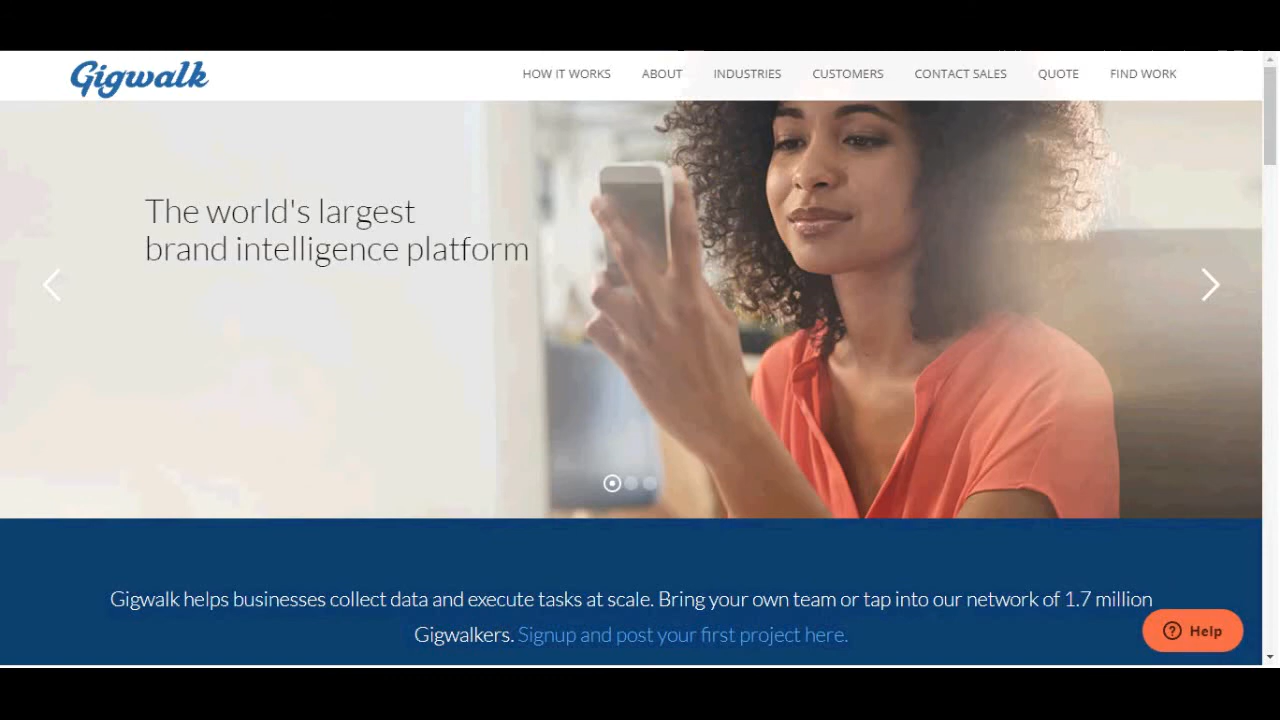 Gigwalk
HOW IT WORKS ABOUT INDUSTRIES CUSTOMERS CONTACT SALES QUOTE FIND WORK
The world's largest
brand intelligence platform
Gigwalk helps businesses collect data and execute tasks at scale. Bring your own team or tap into our network of 1.7 million
Gigwalkers. Signup and post your first project here.
Help